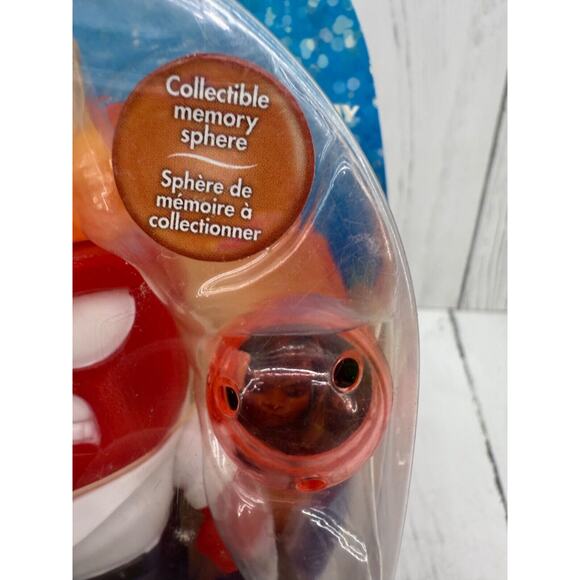 Collectible
memory
sphere
Sphère de
mémoire à
collectionner